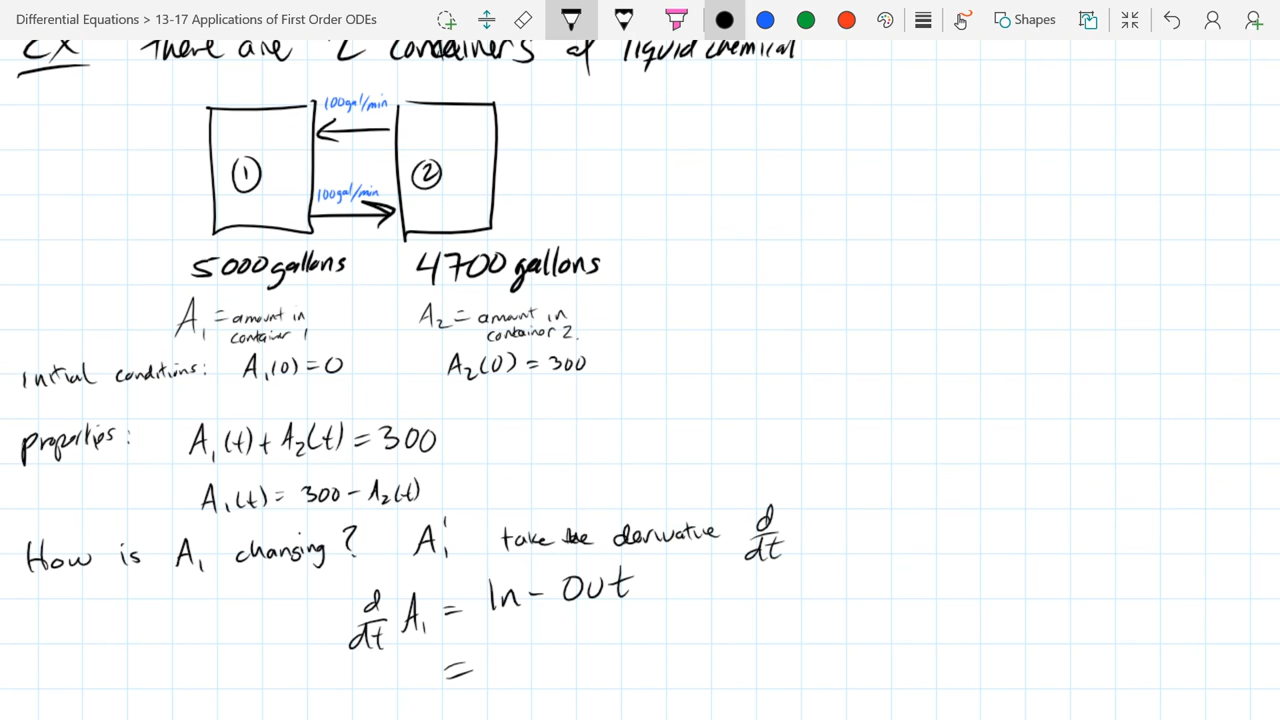 Differential Equations > 13-17 Applications of First Order ODEs
Shapes
Ex There are 2 containers of liquid chemical
100gal/min
① ②
100gal/min
5000 gallons 4700 gallons
A₁ = amount in container 1
A₂ = amount in container 2.
Initial conditions: A₁(0) = 0 A₂(0) = 300
properties: A₁(t) + A₂(t) = 300
A₁(t) = 300 - A₂(t)
How is A₁ changing? A₁' take the derivative d/dt
d/dt A₁ = In - Out
=